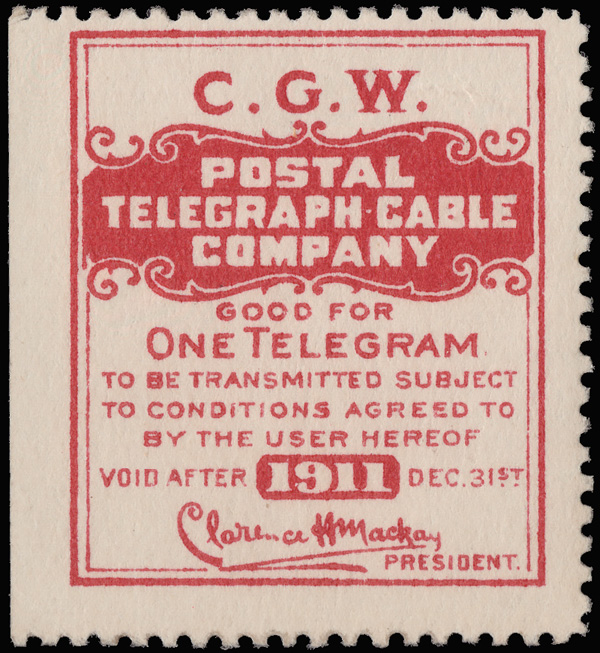 C. G. W.
POSTAL
TELEGRAPH-CABLE
COMPANY
GOOD FOR
ONE TELEGRAM
TO BE TRANSMITTED SUBJECT
TO CONDITIONS AGREED TO
BY THE USER HEREOF
VOID AFTER 1911 DEC. 31ST.
Clarence H Mackay
PRESIDENT.